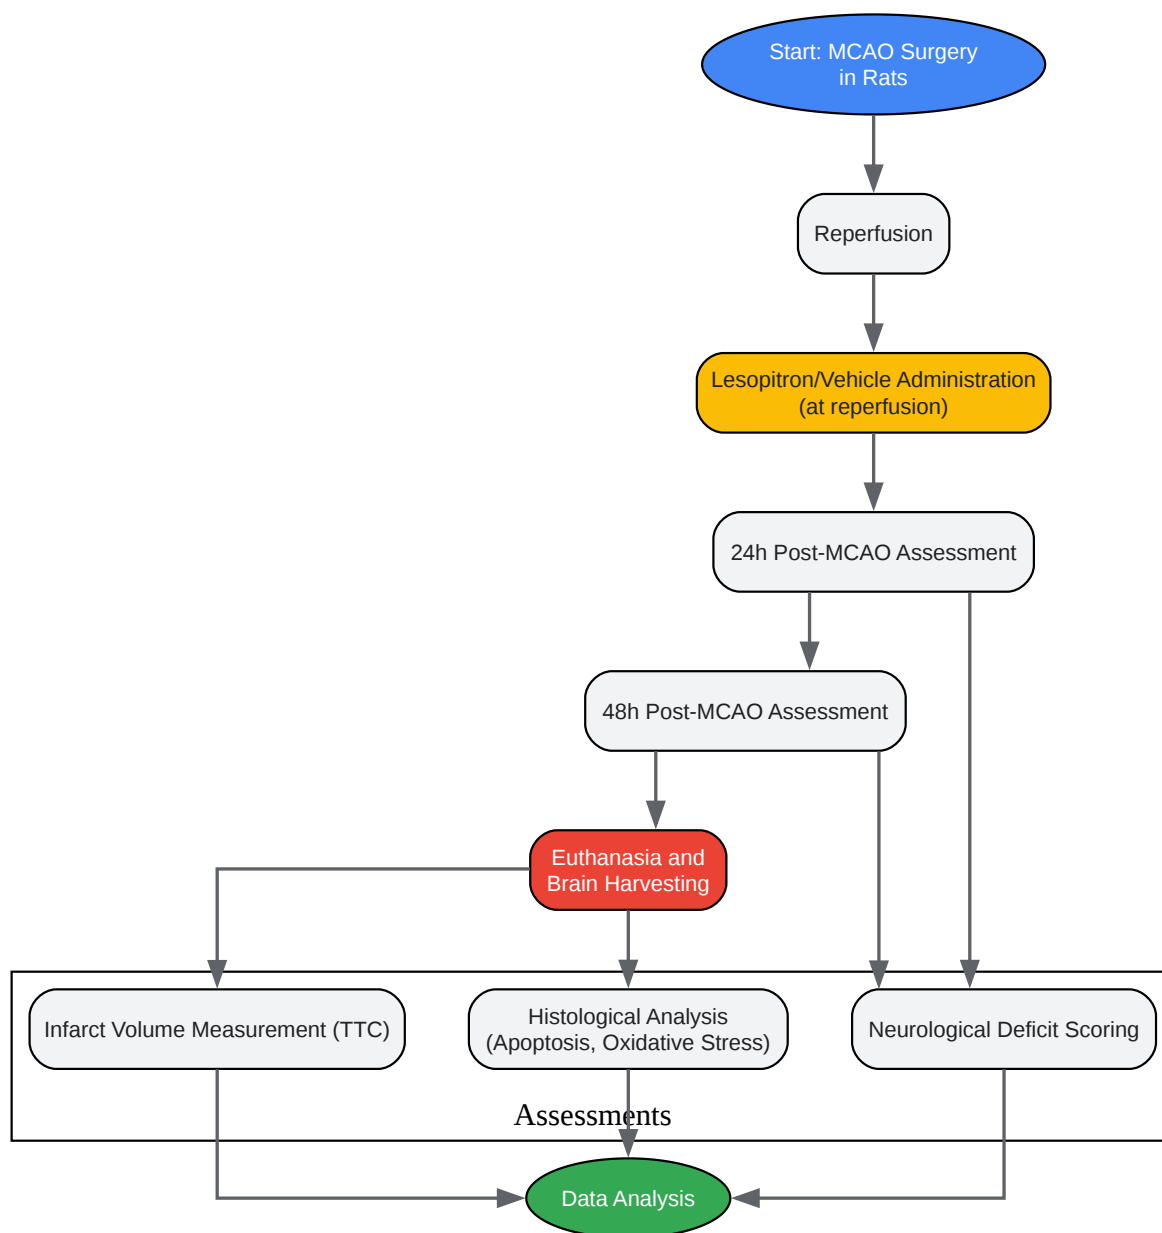 Start: MCAO Surgery
in Rats
Reperfusion
Lesopitron/Vehicle Administration
(at reperfusion)
24h Post-MCAO Assessment
48h Post-MCAO Assessment
Euthanasia and
Brain Harvesting
Infarct Volume Measurement (TTC)
Histological Analysis
(Apoptosis, Oxidative Stress)
Neurological Deficit Scoring
Assessments
Data Analysis